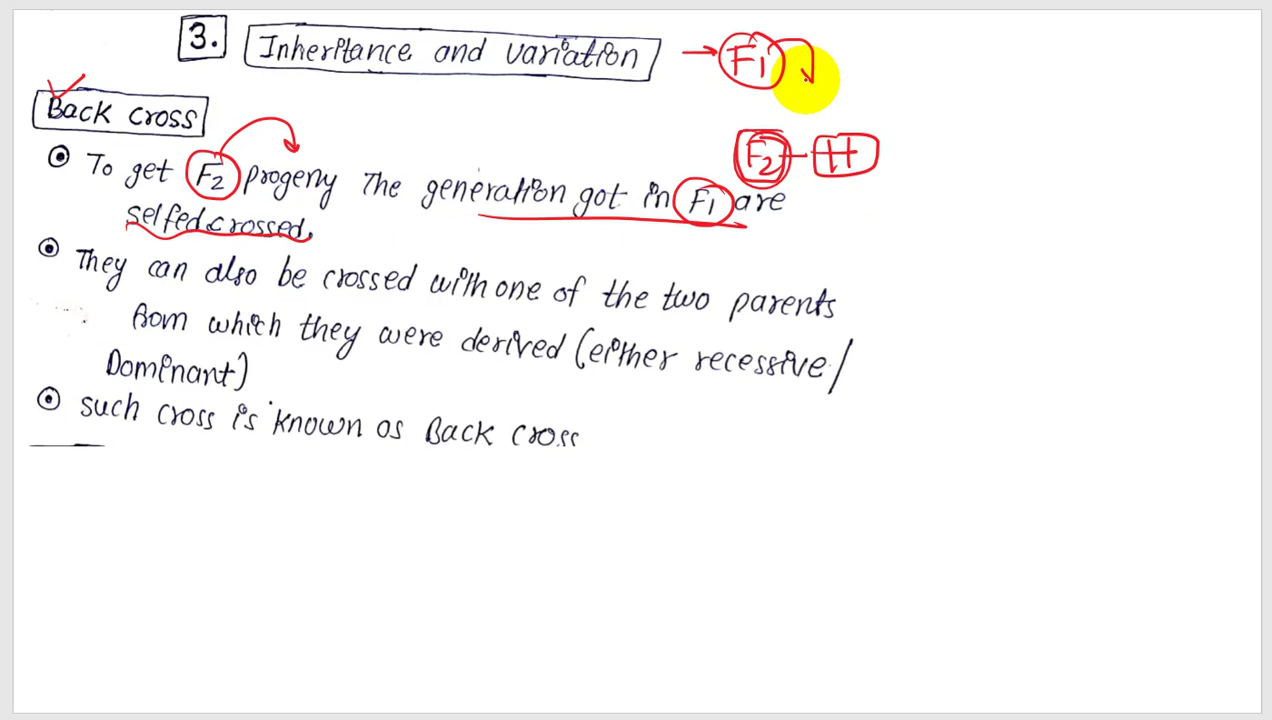 3. Inheritance and variation → F1
Back cross
To get F2 progeny The generation got in F1 are
selfed crossed.
F2 - H
They can also be crossed with one of the two parents
from which they were derived (either recessive/
Dominant)
such cross is known as Back cross